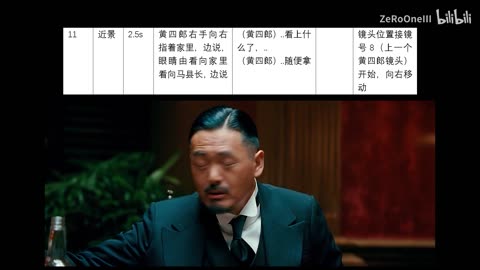 ZeRoOneIII bilibili
11 近景 2.5s 黄四郎右手向右 (黄四郎)..看上什 镜头位置接镜
指着家里，边说， 么了，.. 号 8（上一个
眼睛由看向家里 (黄四郎)..随便拿 黄四郎镜头）
看向马县长，边说 开始，向右移
动